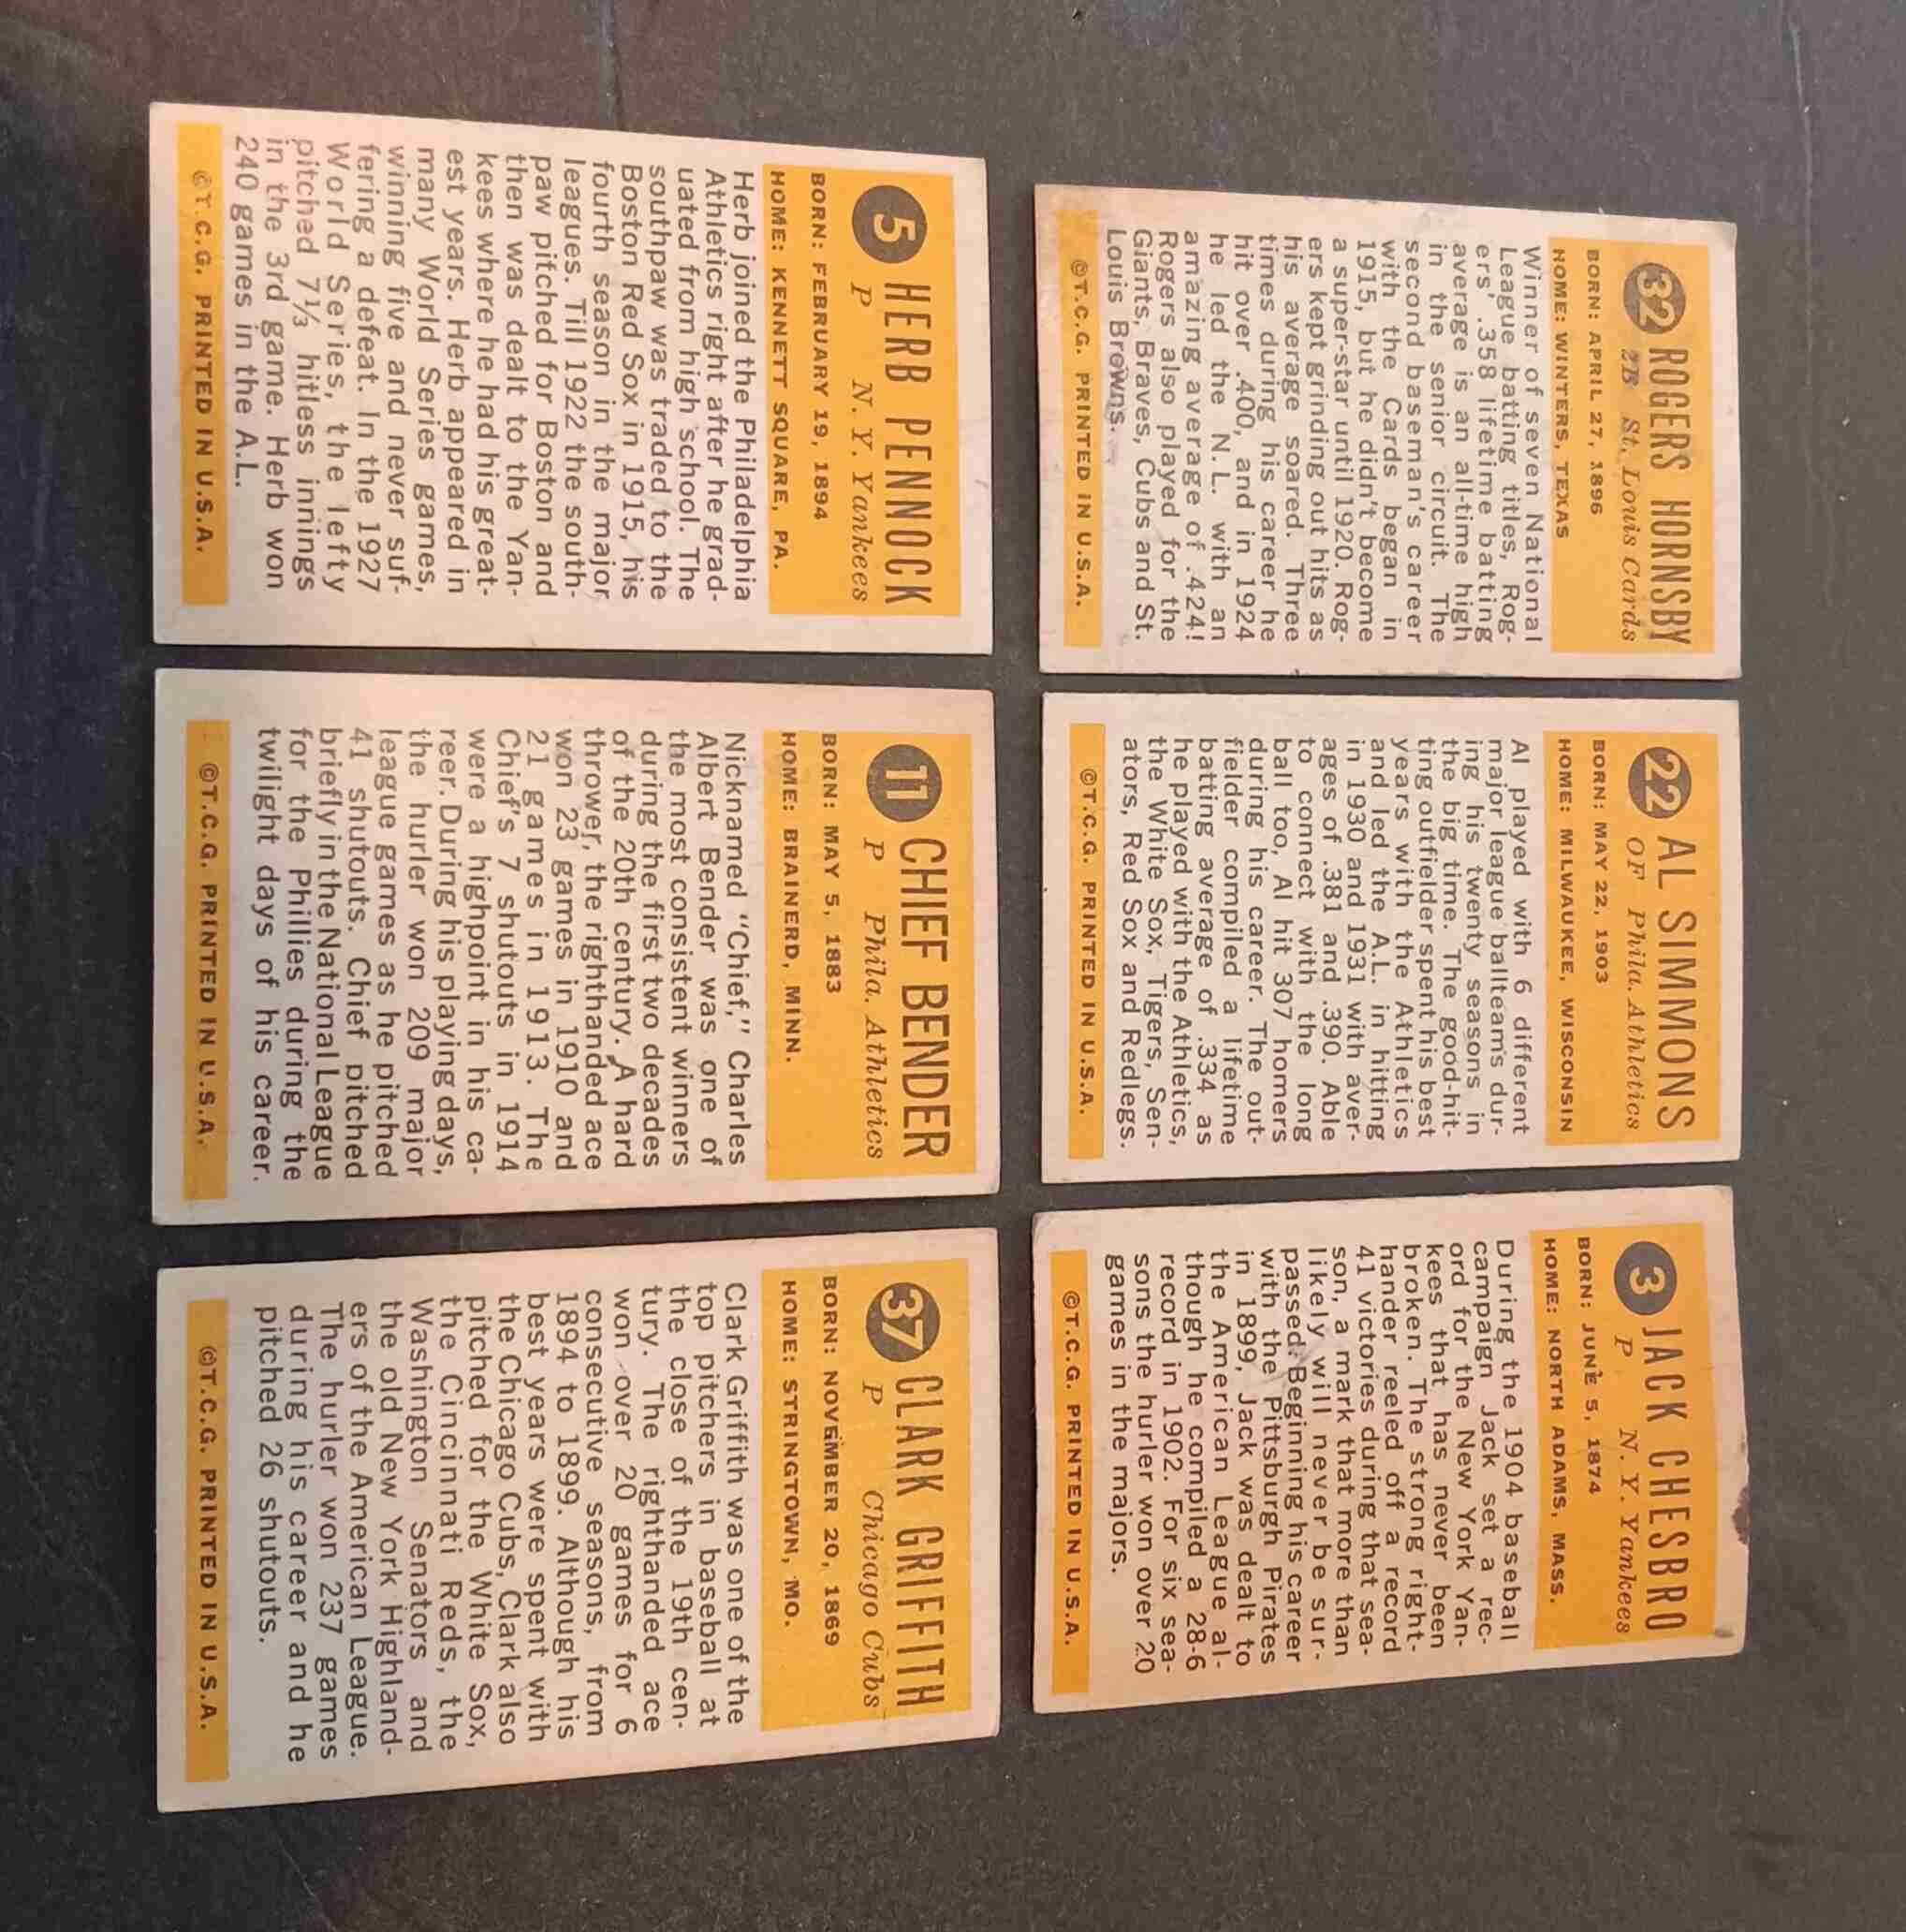 32 ROGERS HORNSBY
2B St. Louis Cards
BORN: APRIL 27, 1896
HOME: WINTERS, TEXAS
Winner of seven National
League batting titles, Rog-
ers' .358 lifetime batting
average is an all-time high
in the senior circuit. The
second baseman's career
with the Cards began in
1915, but he didn't become
a super-star until 1920. Rog-
ers kept grinding out hits as
his average soared. Three
times during his career he
hit over .400, and in 1924
he led the N.L. with an
amazing average of .424!
Rogers also played for the
Giants, Braves, Cubs and St.
Louis Browns.
©T.C.G. PRINTED IN U.S.A.
22 AL SIMMONS
OF Phila. Athletics
BORN: MAY 22, 1903
HOME: MILWAUKEE, WISCONSIN
Al played with 6 different
major league ballteams dur-
ing his twenty seasons in
the big time. The good-hit-
ting outfielder spent his best
years with the Athletics
and led the A.L. in hitting
in 1930 and 1931 with aver-
ages of .381 and .390. Able
to connect with the long
ball too, Al hit 307 homers
during his career. The out-
fielder compiled a lifetime
batting average of .334 as
he played with the Athletics,
the White Sox, Tigers, Sen-
ators, Red Sox and Redlegs.
©T.C.G. PRINTED IN U.S.A.
3 JACK CHESBRO
P N. Y. Yankees
BORN: JUNE 5, 1874
HOME: NORTH ADAMS, MASS.
During the 1904 baseball
campaign Jack set a rec-
ord for the New York Yan-
kees that has never been
broken. The strong right-
hander reeled off a record
41 victories during that sea-
son, a mark that more than
likely will never be sur-
passed. Beginning his career
with the Pittsburgh Pirates
in 1899, Jack was dealt to
the American League al-
though he compiled a 28-6
record in 1902. For six sea-
sons the hurler won over 20
games in the majors.
©T.C.G. PRINTED IN U.S.A.
5 HERB PENNOCK
P N. Y. Yankees
BORN: FEBRUARY 19, 1894
HOME: KENNETT SQUARE, PA.
Herb joined the Philadelphia
Athletics right after he grad-
uated from high school. The
southpaw was traded to the
Boston Red Sox in 1915, his
fourth season in the major
leagues. Till 1922 the south-
paw pitched for Boston and
then was dealt to the Yan-
kees where he had his great-
est years. Herb appeared in
many World Series games,
winning five and never suf-
fering a defeat. In the 1927
World Series, the lefty
pitched 7⅓ hitless innings
in the 3rd game. Herb won
240 games in the A.L.
©T.C.G. PRINTED IN U.S.A.
11 CHIEF BENDER
P Phila. Athletics
BORN: MAY 5, 1883
HOME: BRAINERD, MINN.
Nicknamed "Chief," Charles
Albert Bender was one of
the most consistent winners
during the first two decades
of the 20th century. A hard
thrower, the righthanded ace
won 23 games in 1910 and
21 games in 1913. The
Chief's 7 shutouts in 1914
were a highpoint in his ca-
reer. During his playing days,
the hurler won 209 major
league games as he pitched
41 shutouts. Chief pitched
briefly in the National League
for the Phillies during the
twilight days of his career.
©T.C.G. PRINTED IN U.S.A.
37 CLARK GRIFFITH
P Chicago Cubs
BORN: NOVEMBER 20, 1869
HOME: STRINGTOWN, MO.
Clark Griffith was one of the
top pitchers in baseball at
the close of the 19th cen-
tury. The righthanded ace
won over 20 games for 6
consecutive seasons, from
1894 to 1899. Although his
best years were spent with
the Chicago Cubs, Clark also
pitched for the White Sox,
the Cincinnati Reds, the
Washington Senators and
the old New York Highland-
ers of the American League.
The hurler won 237 games
during his career and he
pitched 26 shutouts.
©T.C.G. PRINTED IN U.S.A.